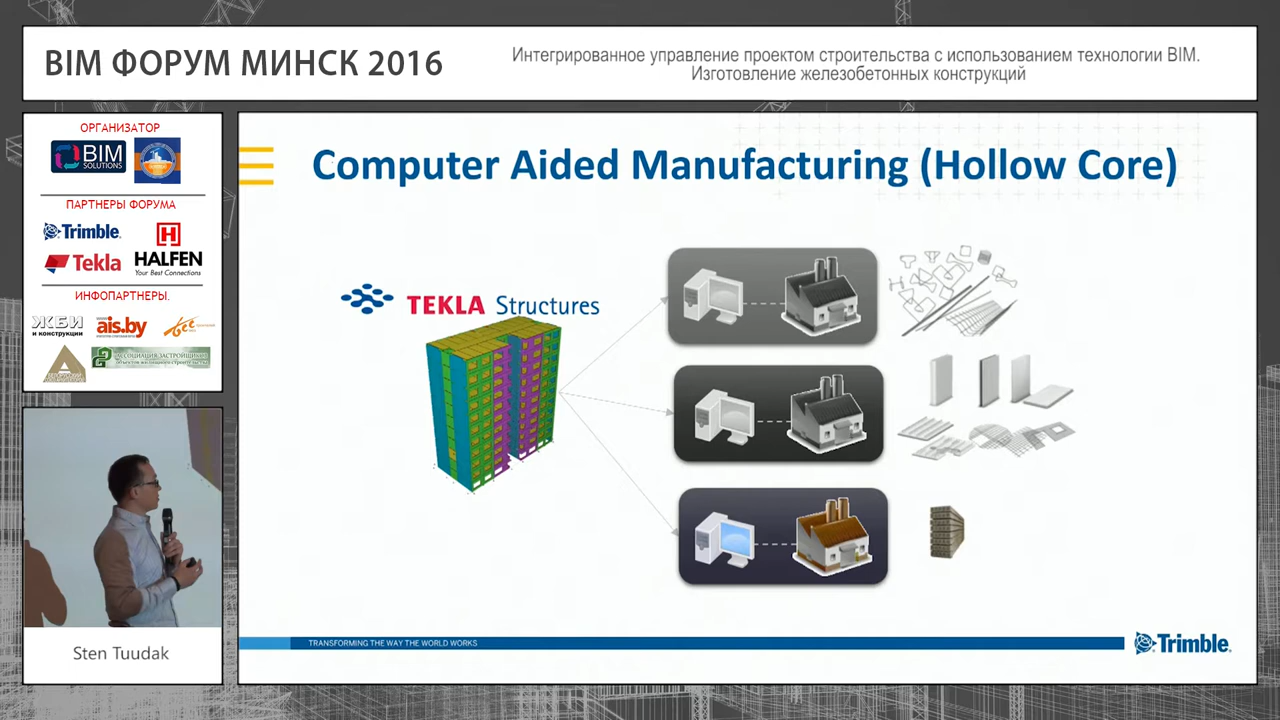 BIM ФОРУМ МИНСК 2016
Интегрированное управление проектом строительства с использованием технологии BIM.
Изготовление железобетонных конструкций
ОРГАНИЗАТОР
BIM
SOLUTIONS
ПАРТНЕРЫ ФОРУМА
Trimble.
HALFEN
Your Best Connections
Tekla
ИНФОПАРТНЕРЫ.
ЖБИ
и конструкции
ais.by
АССОЦИАЦИЯ ЗАСТРОЙЩИКОВ
Sten Tuudak
Computer Aided Manufacturing (Hollow Core)
TEKLA Structures
TRANSFORMING THE WAY THE WORLD WORKS
Trimble.